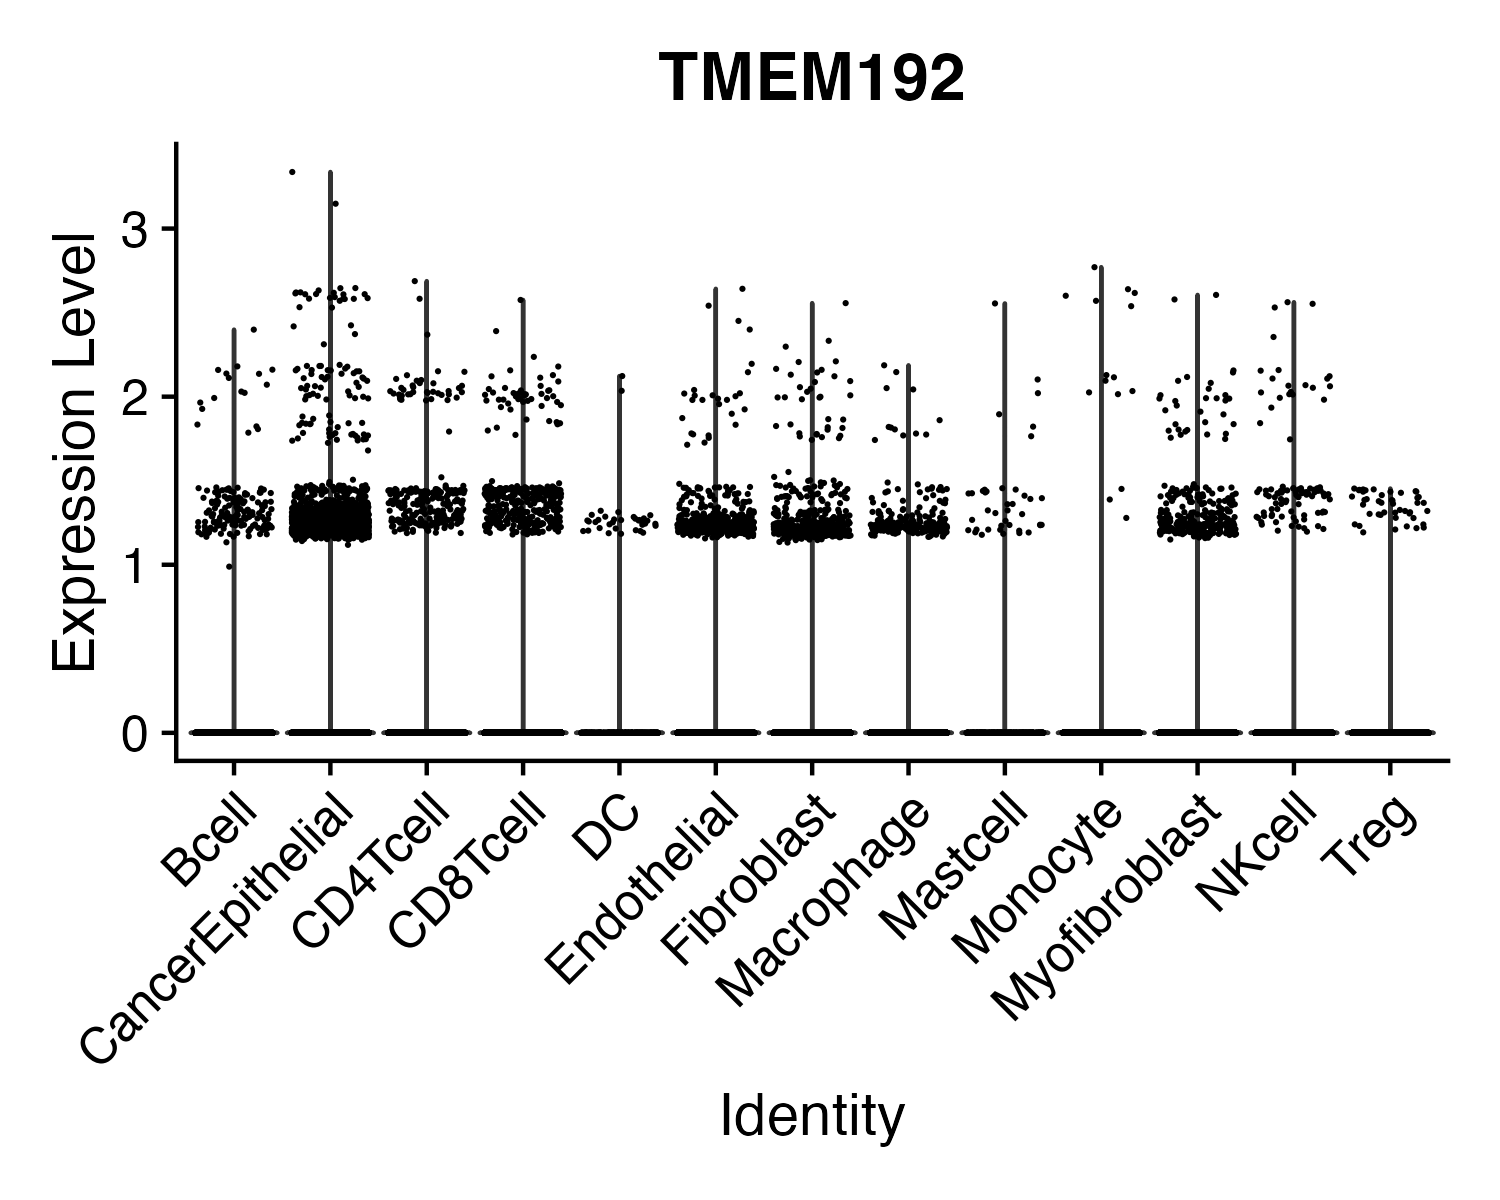 TMEM192
Expression Level
3
2
1
0
Bcell
CancerEpithelial
CD4Tcell
CD8Tcell
DC
Endothelial
Fibroblast
Macrophage
Mastcell
Monocyte
Myofibroblast
NKcell
Treg
Identity